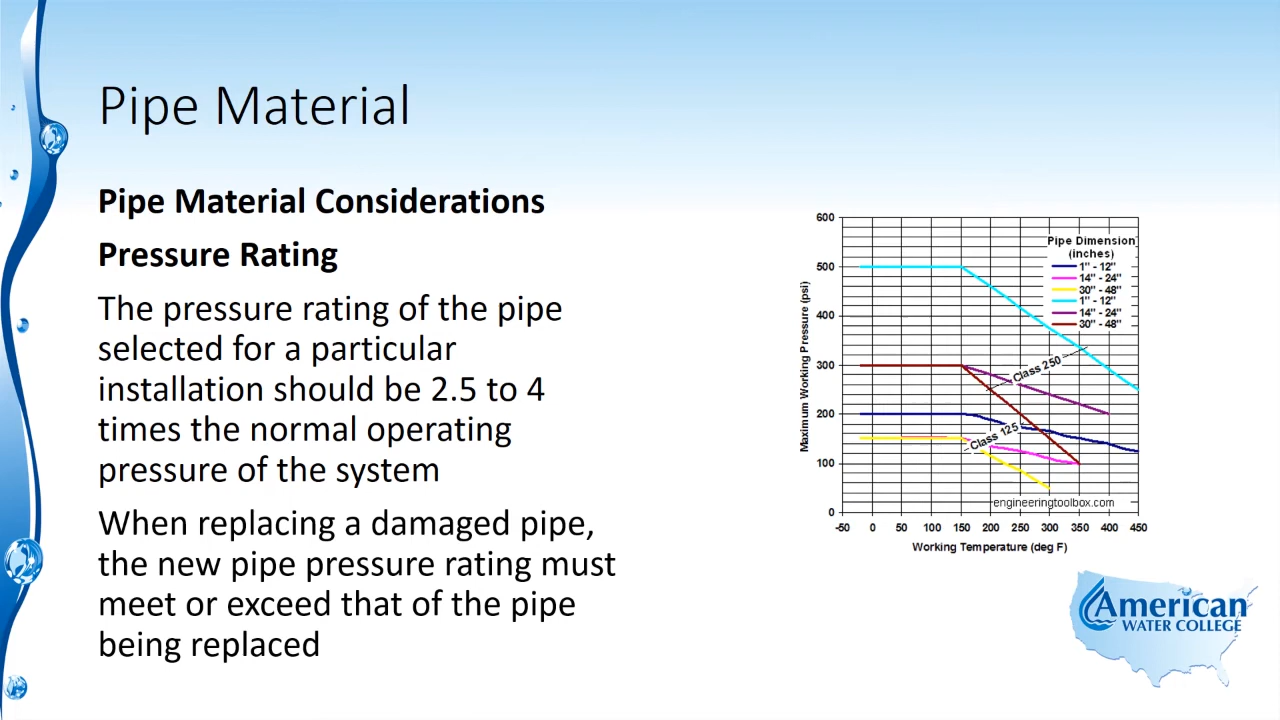 Pipe Material
Pipe Material Considerations
Pressure Rating
The pressure rating of the pipe
selected for a particular
installation should be 2.5 to 4
times the normal operating
pressure of the system
When replacing a damaged pipe,
the new pipe pressure rating must
meet or exceed that of the pipe
being replaced
600
500
400
300
200
100
0
Maximum Working Pressure (psi)
Pipe Dimension
(inches)
1" - 12"
14" - 24"
30" - 48"
1" - 12"
14" - 24"
30" - 48"
Class 250
Class 125
engineeringtoolbox.com
-50 0 50 100 150 200 250 300 350 400 450
Working Temperature (deg F)
American
WATER COLLEGE